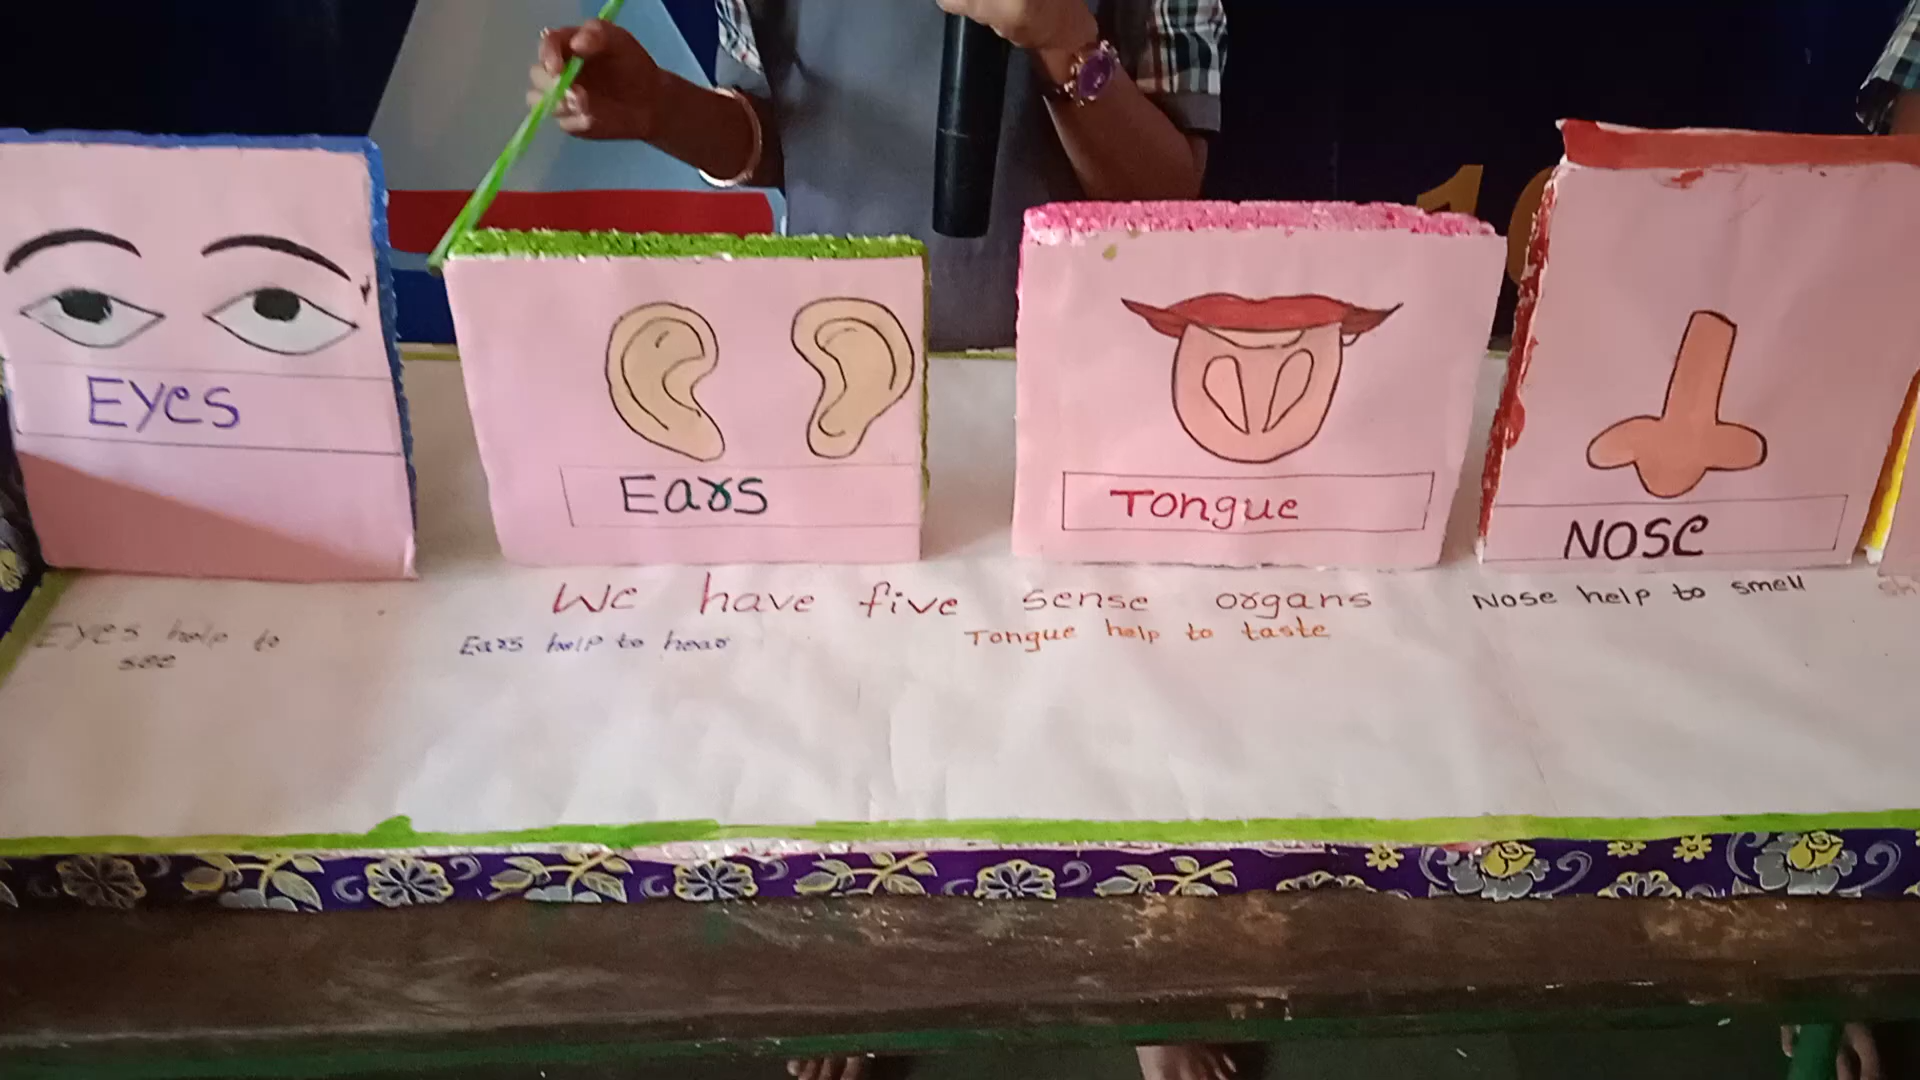 Eyes
Ears
Tongue
Nose
We have five sense organs
Eyes help to
see
Ears help to hear
Tongue help to taste
Nose help to smell